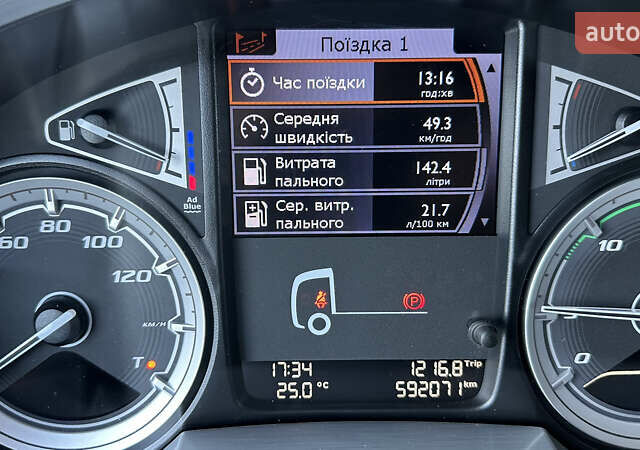 auto
Поїздка 1
Час поїздки 13:16
год:хв
Середня швидкість 49.3
км/год
Витрата пального 142.4
літри
Сер. витр. пального 21.7
л/100 км
Ad
Blue
60 80 100 120
km/h
T
10
0
P
17:34 1216.8 Trip
25.0 °C 592071 km